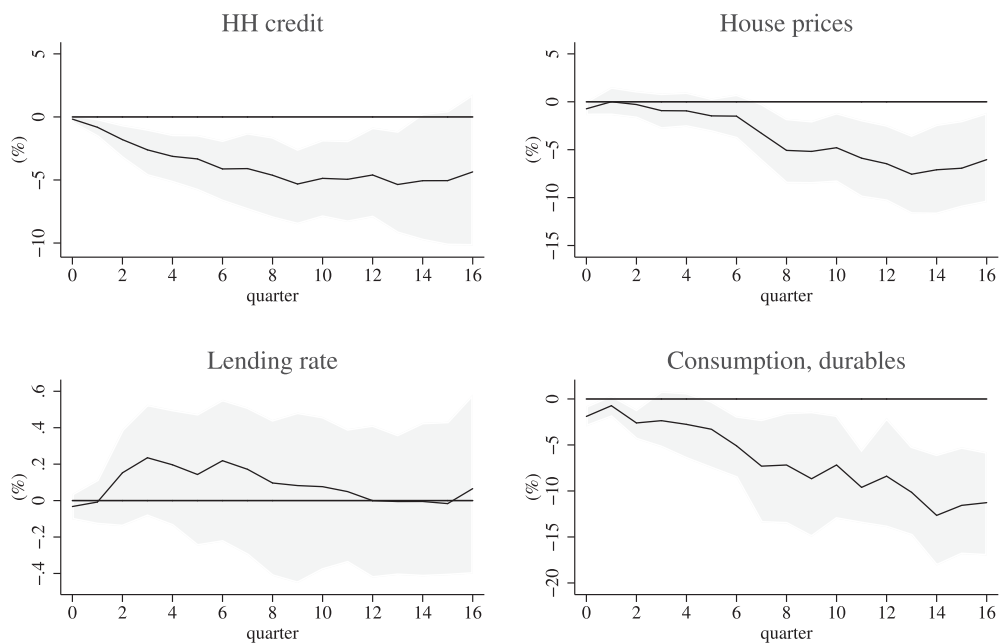 HH credit
5
0
−5
−10
(%)
0 2 4 6 8 10 12 14 16
quarter
House prices
5
0
−5
−10
−15
(%)
0 2 4 6 8 10 12 14 16
quarter
Lending rate
.6
.4
.2
0
−.2
−.4
(%)
0 2 4 6 8 10 12 14 16
quarter
Consumption, durables
0
−5
−10
−15
−20
(%)
0 2 4 6 8 10 12 14 16
quarter